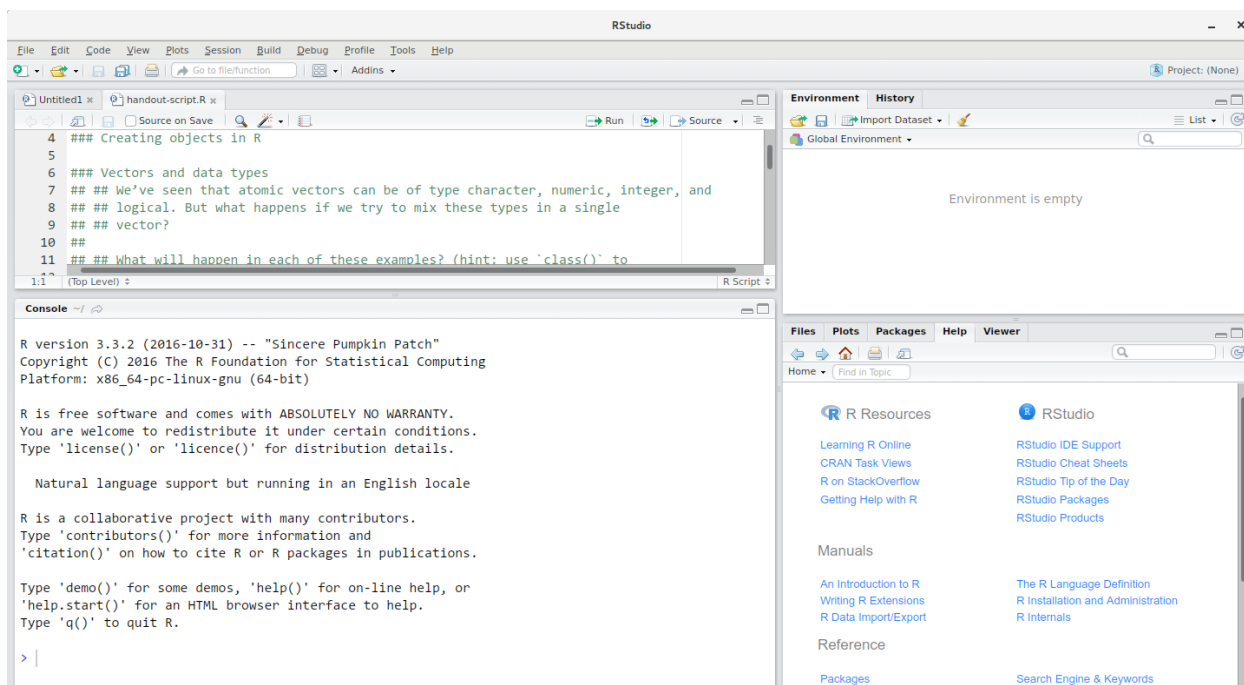 RStudio
File Edit Code View Plots Session Build Debug Profile Tools Help
Go to file/function Addins Project: (None)
Untitled1 handout-script.R
Source on Save Run Source
4 ### Creating objects in R
5
6 ### Vectors and data types
7 ## ## We’ve seen that atomic vectors can be of type character, numeric, integer, and
8 ## ## logical. But what happens if we try to mix these types in a single
9 ## ## vector?
10 ##
11 ## ## What will happen in each of these examples? (hint: use `class()` to
1:1 (Top Level) R Script
Console ~/
R version 3.3.2 (2016-10-31) -- "Sincere Pumpkin Patch"
Copyright (C) 2016 The R Foundation for Statistical Computing
Platform: x86_64-pc-linux-gnu (64-bit)
R is free software and comes with ABSOLUTELY NO WARRANTY.
You are welcome to redistribute it under certain conditions.
Type 'license()' or 'licence()' for distribution details.
Natural language support but running in an English locale
R is a collaborative project with many contributors.
Type 'contributors()' for more information and
'citation()' on how to cite R or R packages in publications.
Type 'demo()' for some demos, 'help()' for on-line help, or
'help.start()' for an HTML browser interface to help.
Type 'q()' to quit R.
>
Environment History
Import Dataset List
Global Environment
Environment is empty
Files Plots Packages Help Viewer
Home Find in Topic
R Resources
Learning R Online
CRAN Task Views
R on StackOverflow
Getting Help with R
RStudio
RStudio IDE Support
RStudio Cheat Sheets
RStudio Tip of the Day
RStudio Packages
RStudio Products
Manuals
An Introduction to R The R Language Definition
Writing R Extensions R Installation and Administration
R Data Import/Export R Internals
Reference
Packages Search Engine & Keywords